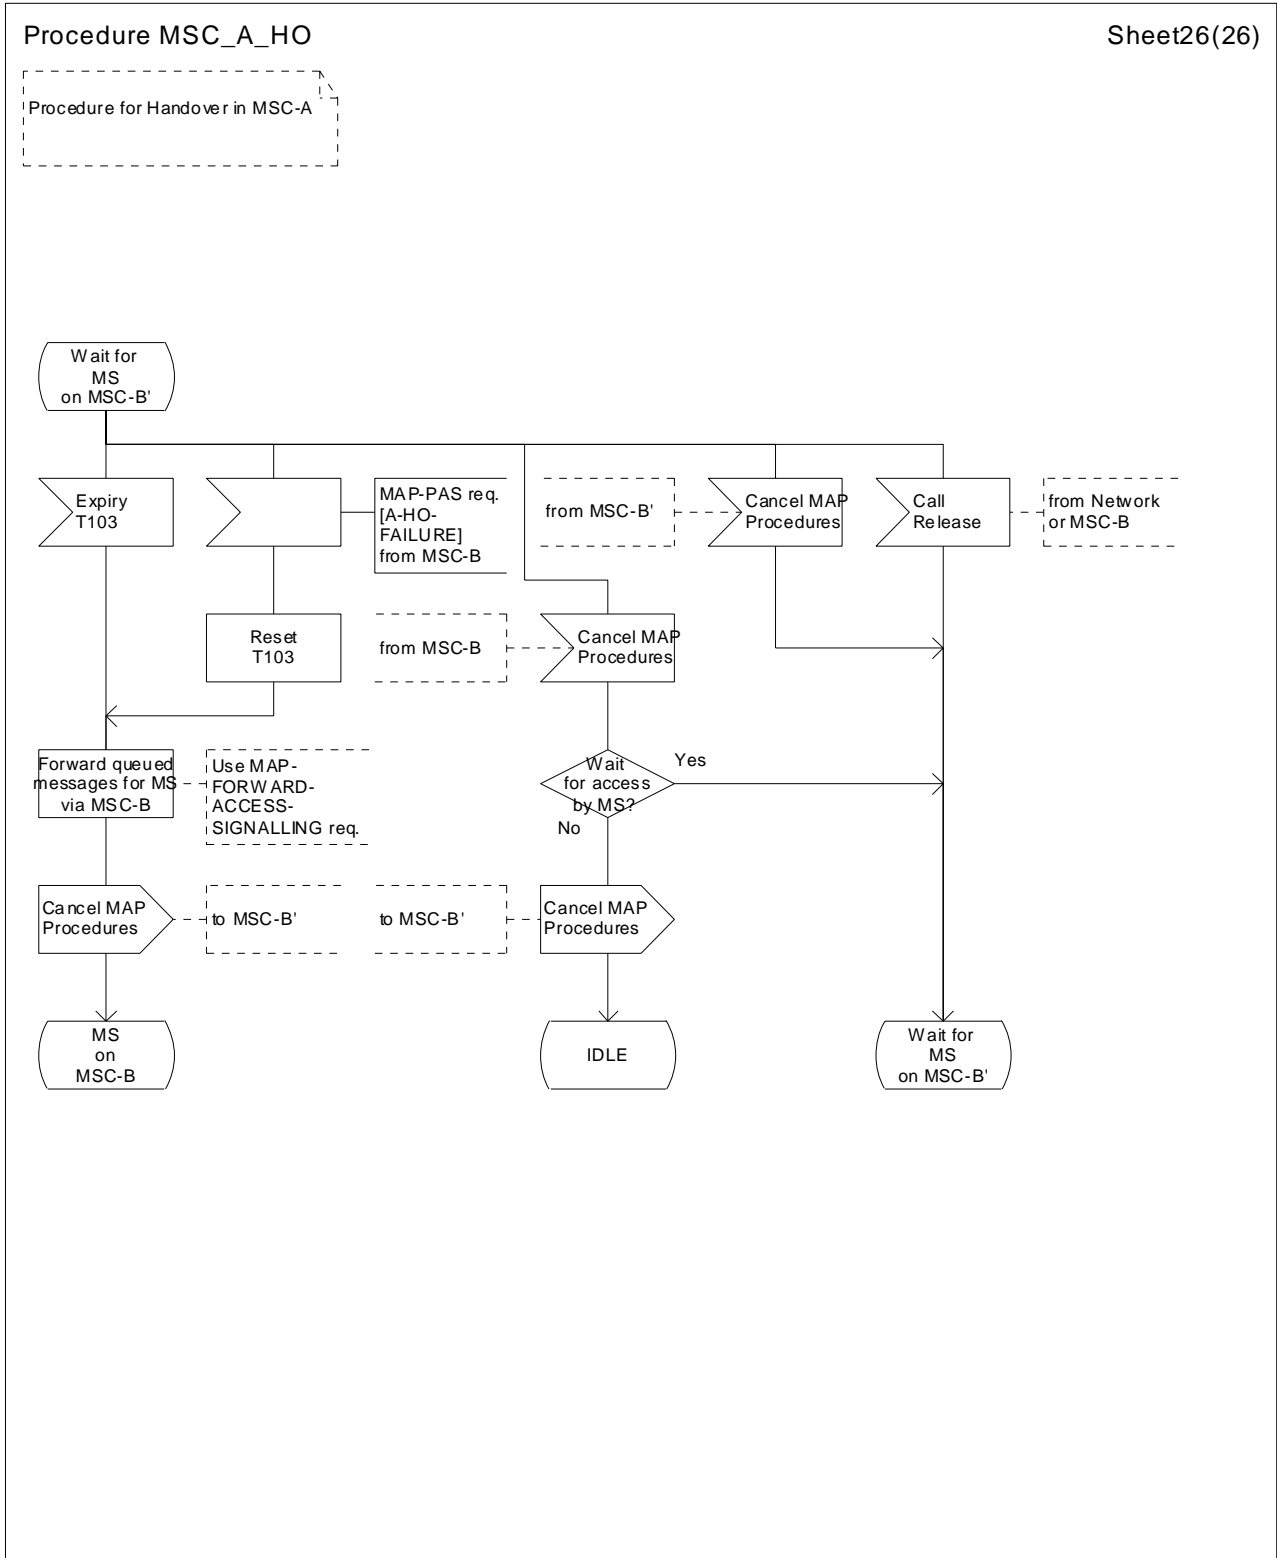 Procedure MSC_A_HO
Sheet26(26)
Procedure for Handover in MSC-A
Wait for
MS
on MSC-B'
Expiry
T103
MAP-PAS req.
[A-HO-
FAILURE]
from MSC-B
from MSC-B'
Cancel MAP
Procedures
Call
Release
from Network
or MSC-B
Reset
T103
from MSC-B
Cancel MAP
Procedures
Forward queued
messages for MS
via MSC-B
Use MAP-
FORWARD-
ACCESS-
SIGNALLING req.
Wait
for access
by MS?
Yes
No
Cancel MAP
Procedures
to MSC-B'
to MSC-B'
Cancel MAP
Procedures
MS
on
MSC-B
IDLE
Wait for
MS
on MSC-B'